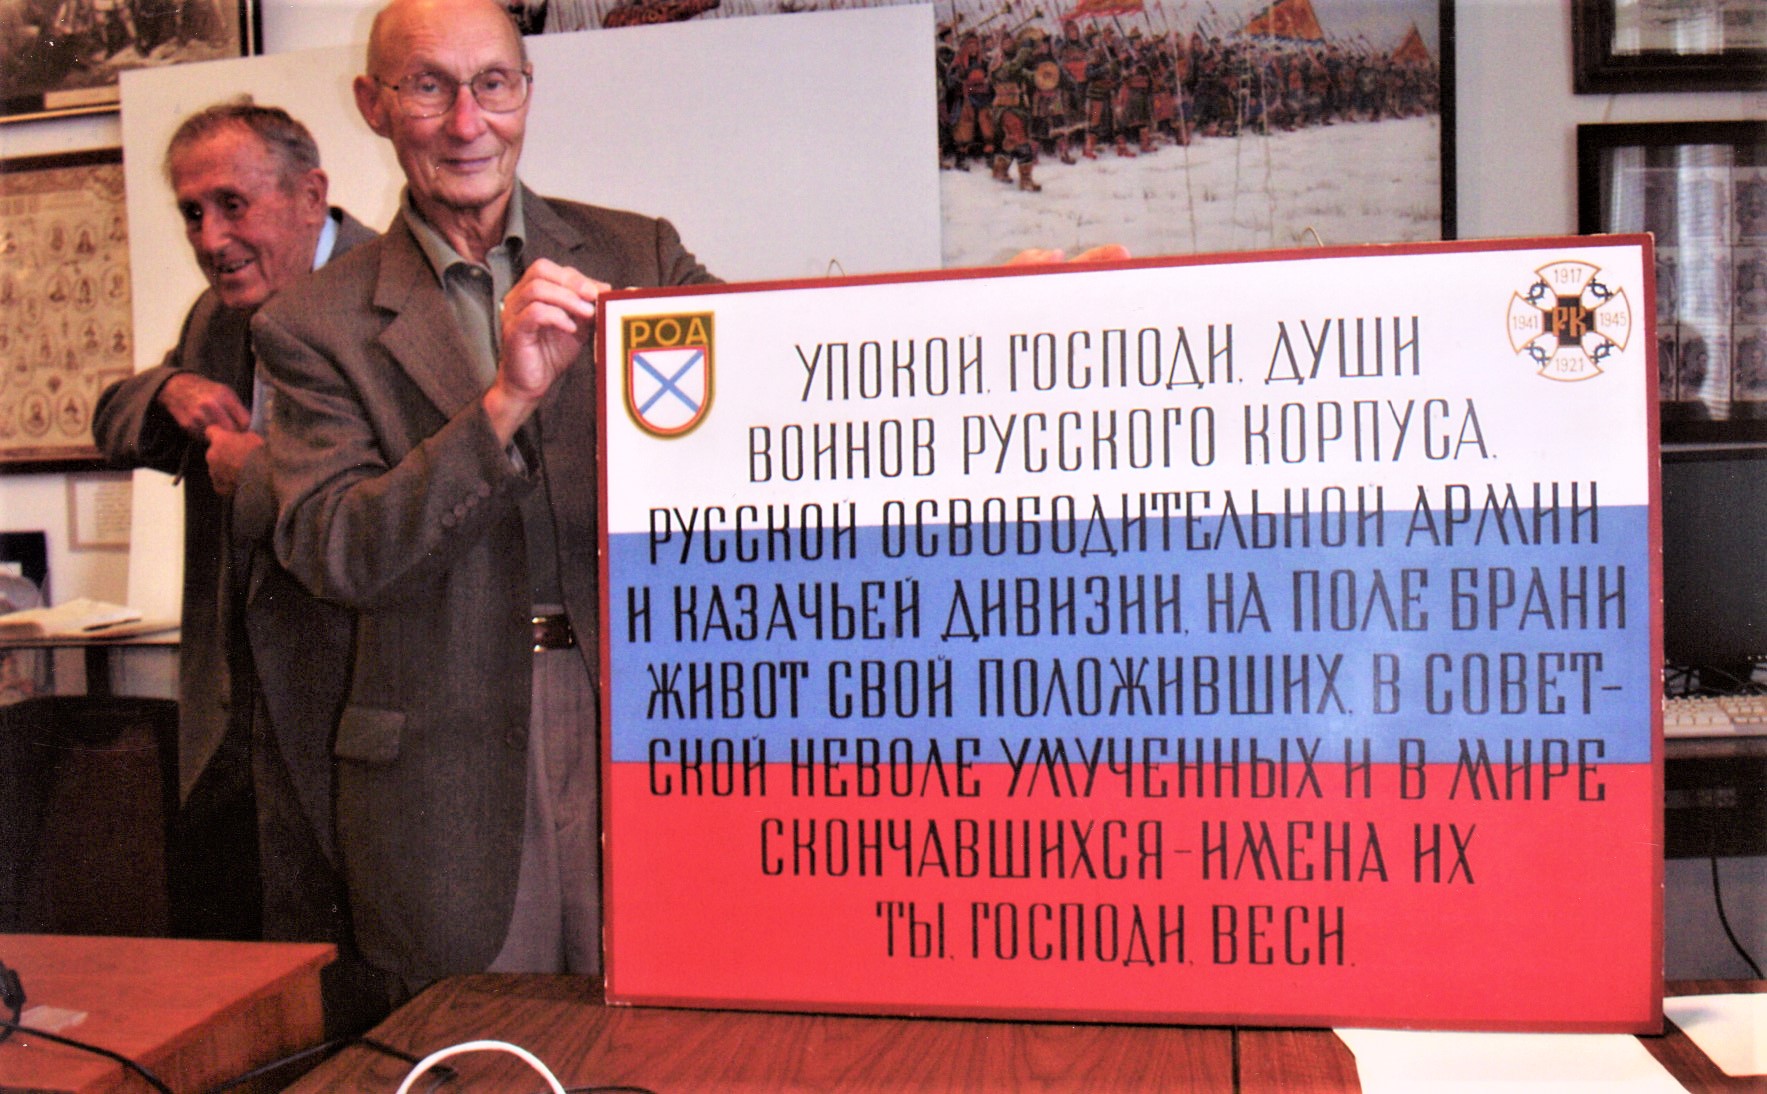 РОА
1917
1941
РК
1945
1921
УПОКОЙ, ГОСПОДИ, ДУШИ
ВОИНОВ РУССКОГО КОРПУСА,
РУССКОЙ ОСВОБОДИТЕЛЬНОЙ АРМИИ
И КАЗАЧЬЕЙ ДИВИЗИИ, НА ПОЛЕ БРАНИ
ЖИВОТ СВОЙ ПОЛОЖИВШИХ, В СОВЕТ-
СКОЙ НЕВОЛЕ УМУЧЕННЫХ И В МИРЕ
СКОНЧАВШИХСЯ - ИМЕНА ИХ
ТЫ, ГОСПОДИ, ВЕСИ.